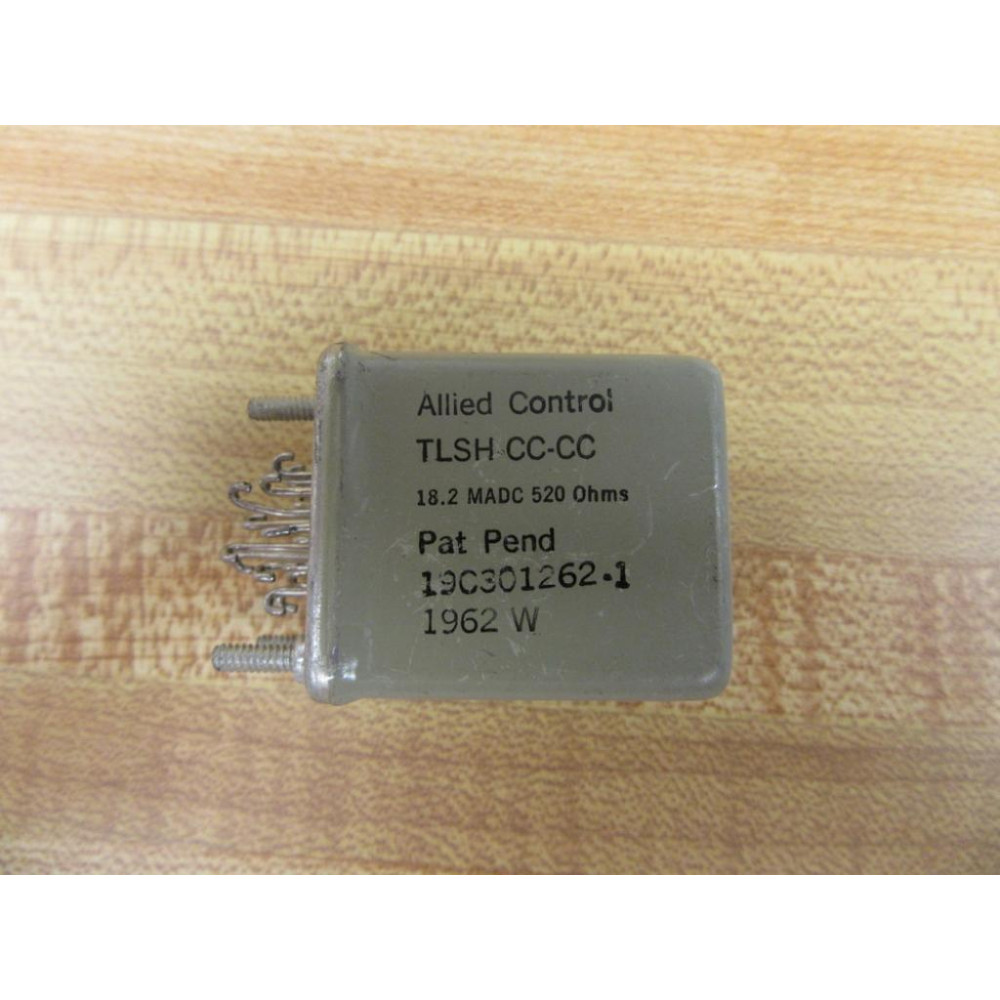 Allied Control
TLSH CC-CC
18.2 MADC 520 Ohms
Pat Pend
19C301262-1
1962 W